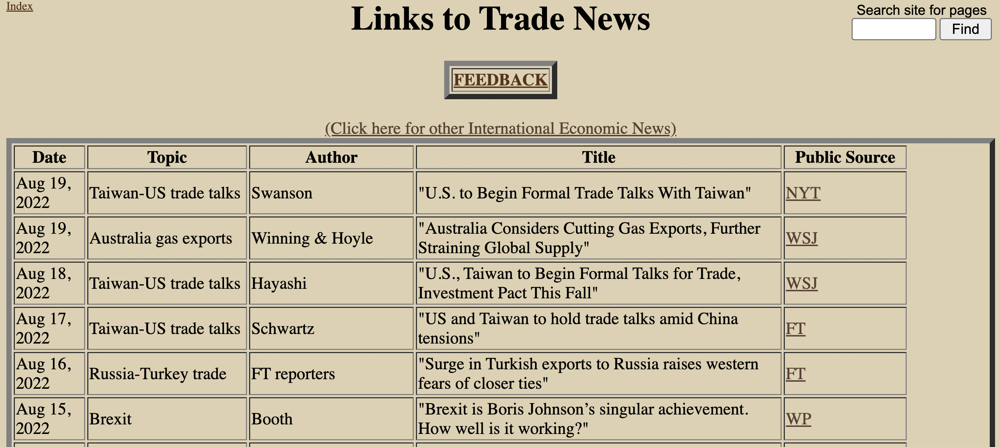 Index
Links to Trade News
Search site for pages
Find
FEEDBACK
(Click here for other International Economic News)
Date Topic Author Title Public Source
Aug 19,
2022
Taiwan-US trade talks
Swanson
"U.S. to Begin Formal Trade Talks With Taiwan"
NYT
Aug 19,
2022
Australia gas exports
Winning & Hoyle
"Australia Considers Cutting Gas Exports, Further
Straining Global Supply"
WSJ
Aug 18,
2022
Taiwan-US trade talks
Hayashi
"U.S., Taiwan to Begin Formal Talks for Trade,
Investment Pact This Fall"
WSJ
Aug 17,
2022
Taiwan-US trade talks
Schwartz
"US and Taiwan to hold trade talks amid China
tensions"
FT
Aug 16,
2022
Russia-Turkey trade
FT reporters
"Surge in Turkish exports to Russia raises western
fears of closer ties"
FT
Aug 15,
2022
Brexit
Booth
"Brexit is Boris Johnson’s singular achievement.
How well is it working?"
WP